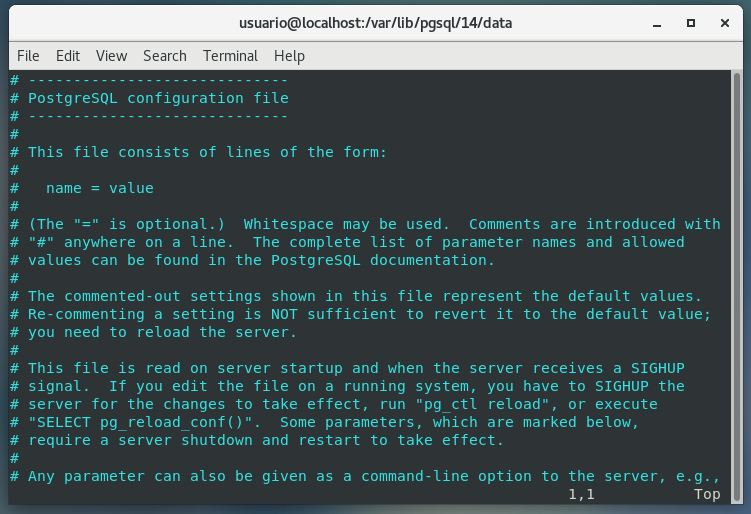 usuario@localhost:/var/lib/pgsql/14/data
File Edit View Search Terminal Help
# -----------------------------
# PostgreSQL configuration file
# -----------------------------
#
# This file consists of lines of the form:
#
#   name = value
#
# (The "=" is optional.)  Whitespace may be used.  Comments are introduced with
# "#" anywhere on a line.  The complete list of parameter names and allowed
# values can be found in the PostgreSQL documentation.
#
# The commented-out settings shown in this file represent the default values.
# Re-commenting a setting is NOT sufficient to revert it to the default value;
# you need to reload the server.
#
# This file is read on server startup and when the server receives a SIGHUP
# signal.  If you edit the file on a running system, you have to SIGHUP the
# server for the changes to take effect, run "pg_ctl reload", or execute
# "SELECT pg_reload_conf()".  Some parameters, which are marked below,
# require a server shutdown and restart to take effect.
#
# Any parameter can also be given as a command-line option to the server, e.g.,
1,1 Top